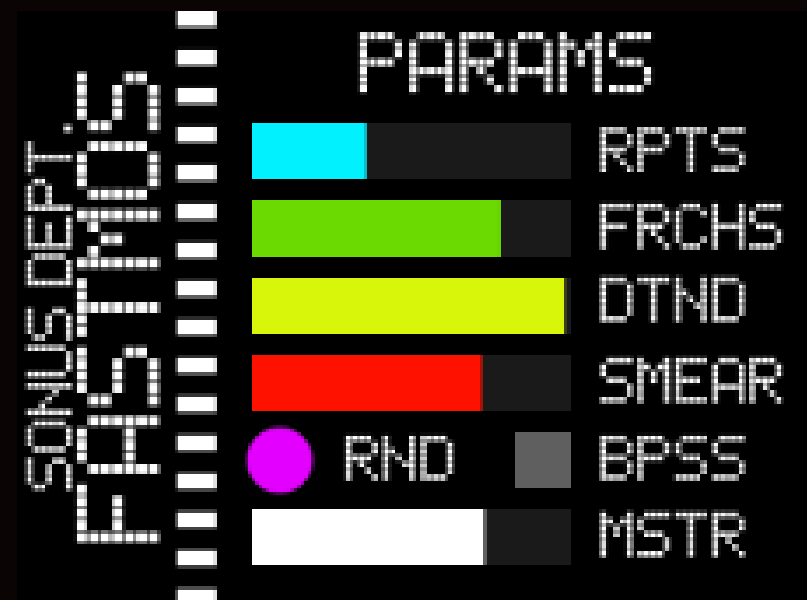 SONUS DEPT.
FASTMOS
PARAMS
RPTS
FRCHS
DTND
SMEAR
RND BPSS
MSTR